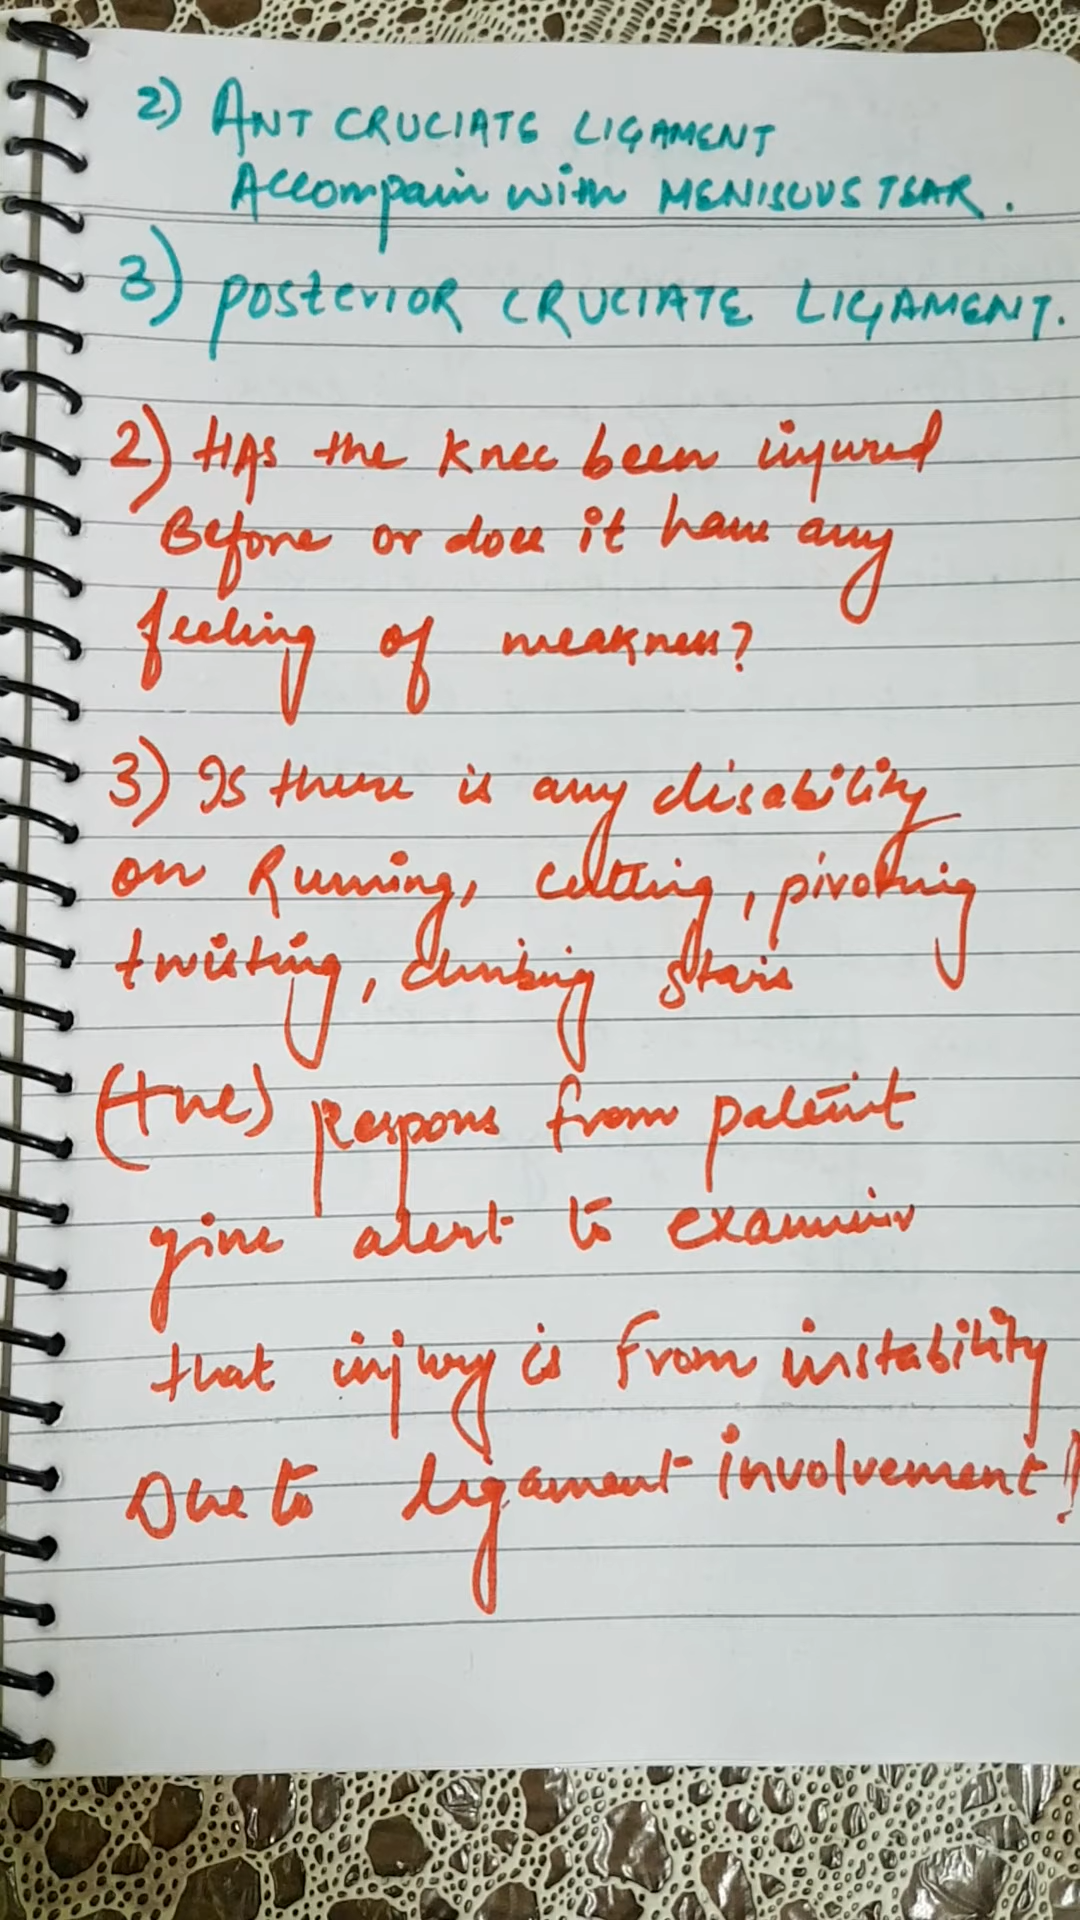 2) ANT CRUCIATE LIGAMENT
Accompain with MENISCUS TEAR.
3) posterior CRUCIATE LIGAMENT.
2) HAs the knee been injured
Before or does it have any
feeling of weakness?
3) Is there is any disability
on Running, cutting, pivoting
twisting, climbing stairs
(+ve) Respons from patient
give alert to examiner
that injury is From instability
Due to ligament involvement!